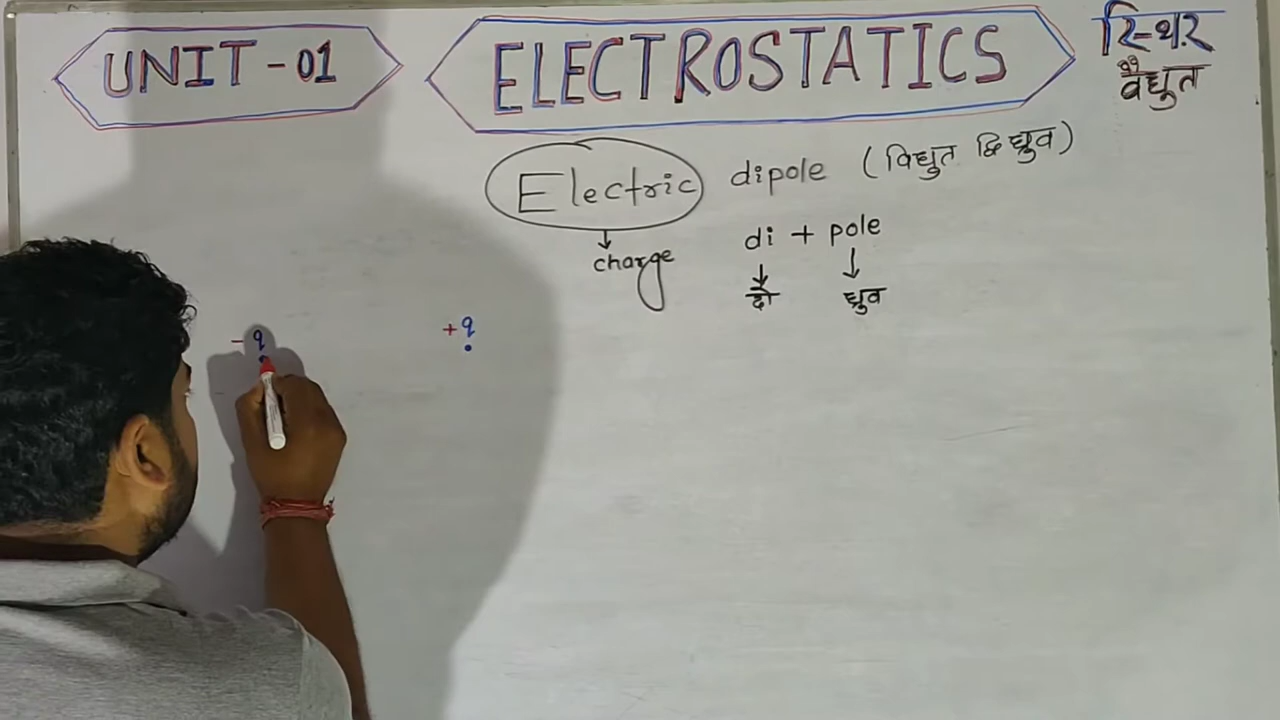 UNIT - 01
ELECTROSTATICS
स्थिर
वैधुत
Electric dipole (विधुत द्वि ध्रुव)
di + pole
charge
दो ध्रुव
- q + q